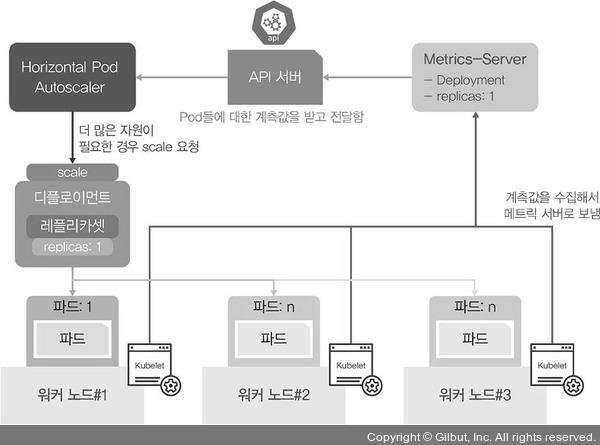 api
Horizontal Pod
Autoscaler
API 서버
Metrics-Server
- Deployment
- replicas: 1
Pod들에 대한 계측값을 받고 전달함
더 많은 자원이
필요한 경우 scale 요청
scale
디플로이먼트
레플리카셋
replicas: 1
계측값을 수집해서
메트릭 서버로 보냄
파드: 1
파드: n
파드: n
파드
파드
파드
Kubelet
Kubelet
Kubelet
워커 노드#1
워커 노드#2
워커 노드#3
Copyright © Gilbut, Inc. All rights reserved.